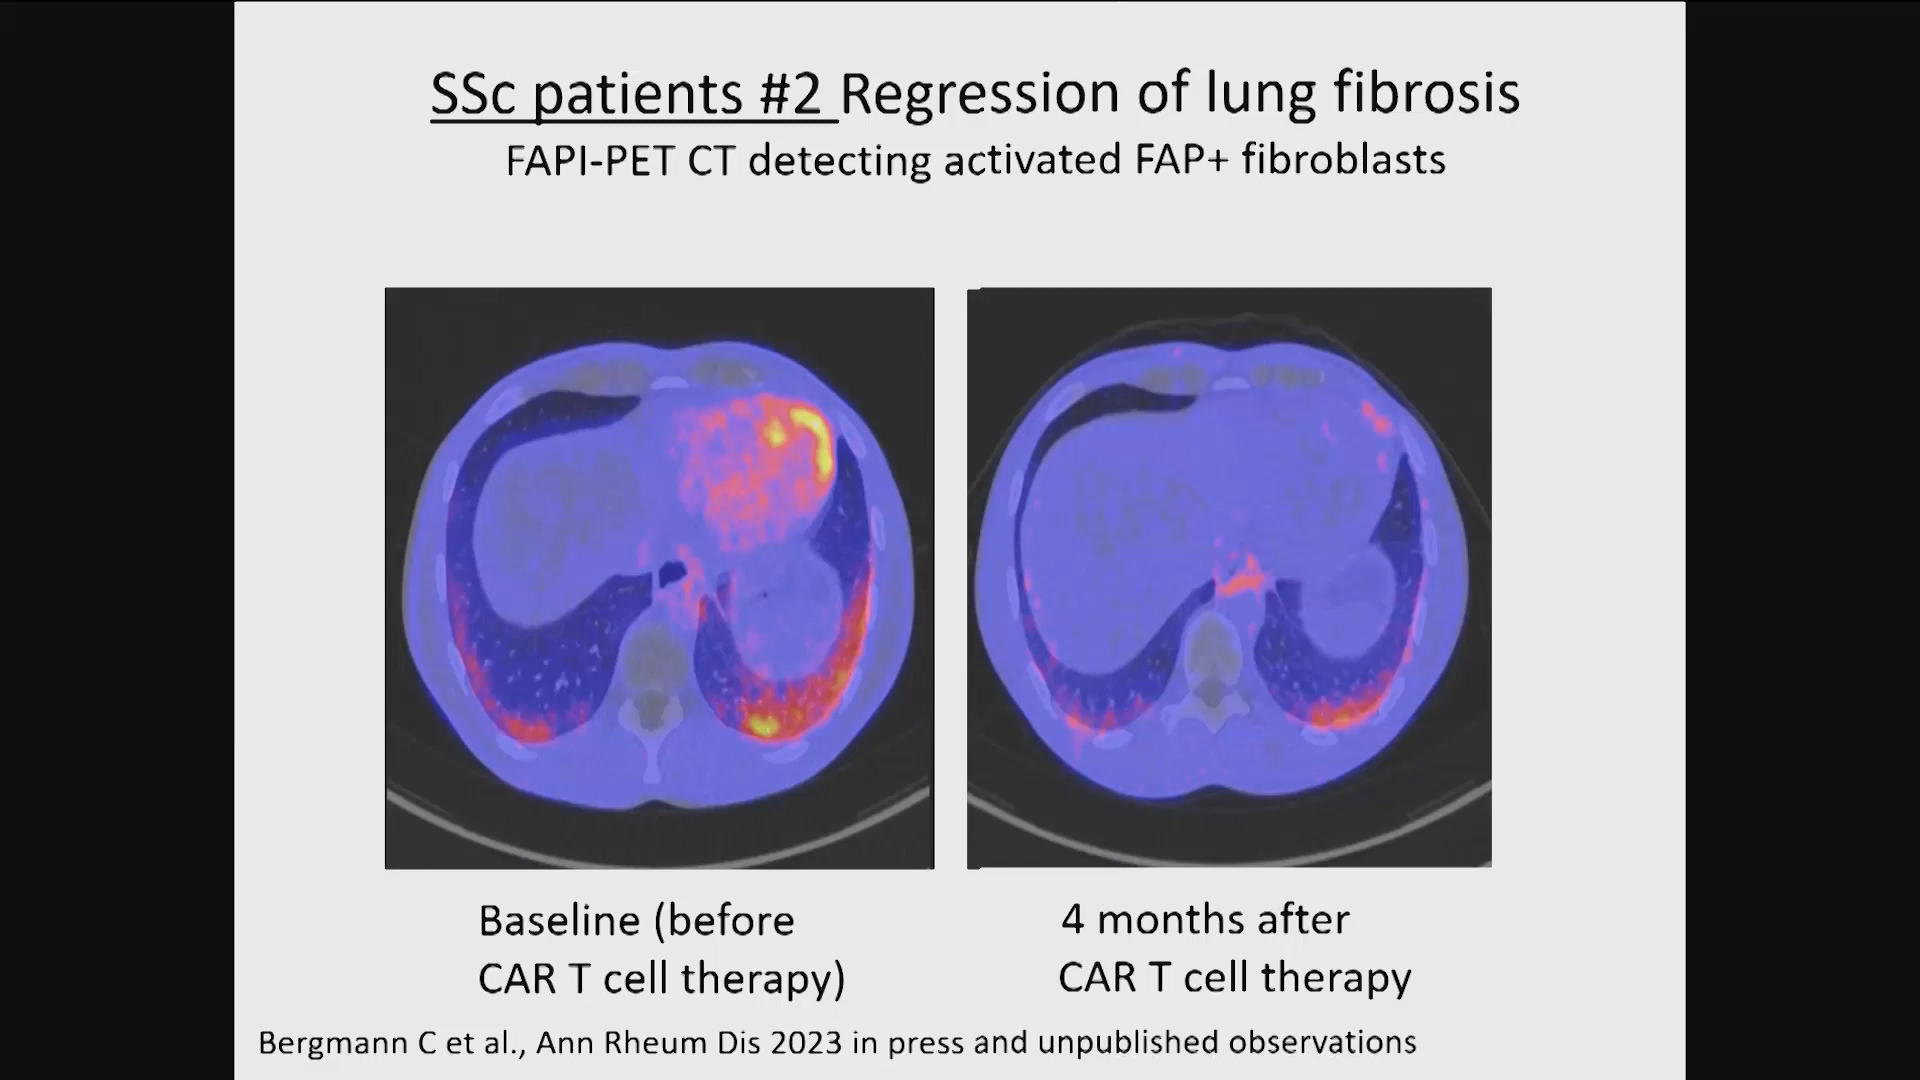 SSc patients #2 Regression of lung fibrosis
FAPI-PET CT detecting activated FAP+ fibroblasts
Baseline (before
CAR T cell therapy)
4 months after
CAR T cell therapy
Bergmann C et al., Ann Rheum Dis 2023 in press and unpublished observations